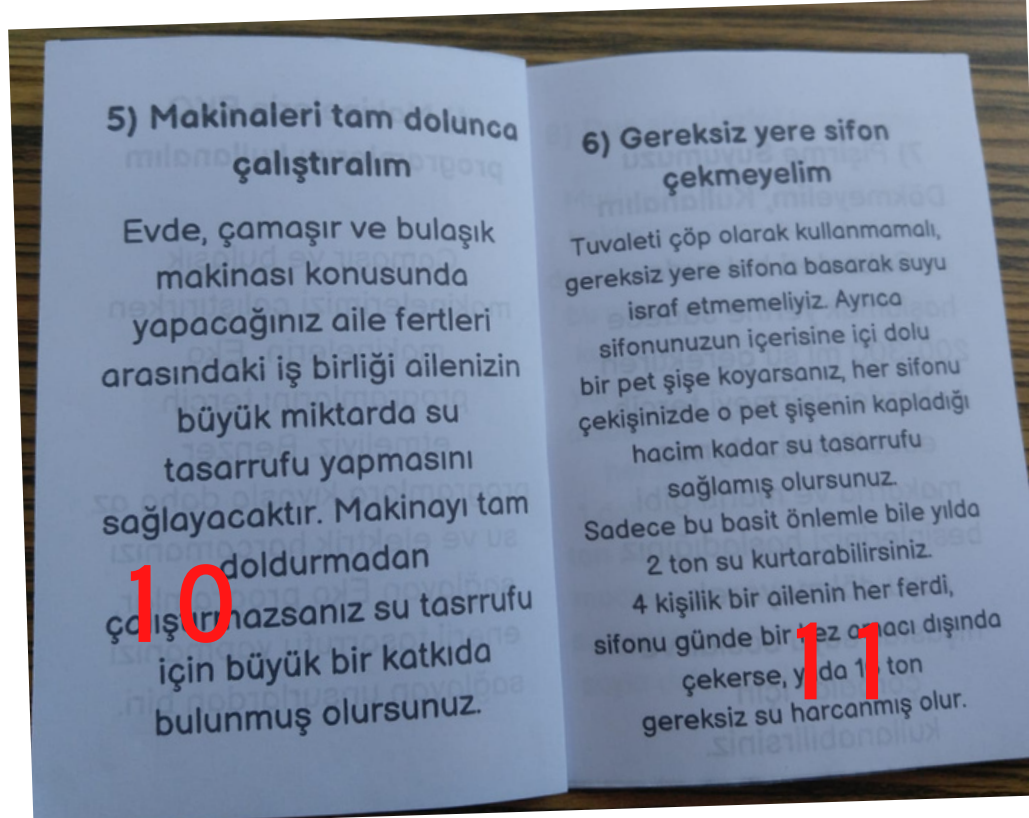 5) Makinaleri tam dolunca
çalıştıralım
Evde, çamaşır ve bulaşık
makinası konusunda
yapacağınız aile fertleri
arasındaki iş birliği ailenizin
büyük miktarda su
tasarrufu yapmasını
sağlayacaktır. Makinayı tam
doldurmadan
çalıştırmazsanız su tasrrufu
için büyük bir katkıda
bulunmuş olursunuz.
10
6) Gereksiz yere sifon
çekmeyelim
Tuvaleti çöp olarak kullanmamalı,
gereksiz yere sifona basarak suyu
israf etmemeliyiz. Ayrıca
sifonunuzun içerisine içi dolu
bir pet şişe koyarsanız, her sifonu
çekişinizde o pet şişenin kapladığı
hacim kadar su tasarrufu
sağlamış olursunuz.
Sadece bu basit önlemle bile yılda
2 ton su kurtarabilirsiniz.
4 kişilik bir ailenin her ferdi,
sifonu günde bir kez amacı dışında
çekerse, yılda ton
gereksiz su harcanmış olur.
11